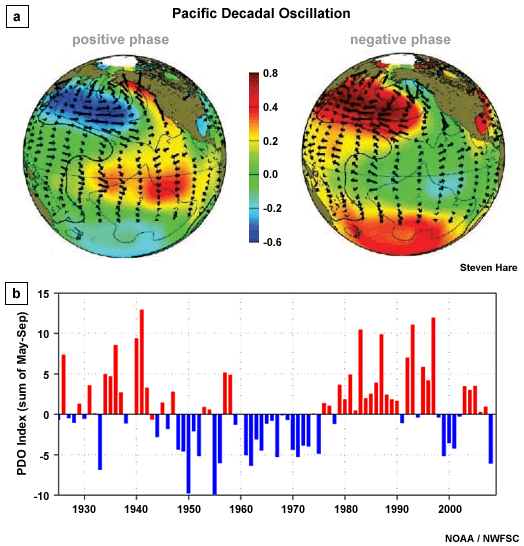 Pacific Decadal Oscillation
a
positive phase
negative phase
0.8
0.4
0.2
0.0
-0.2
-0.6
Steven Hare
b
PDO Index (sum of May-Sep)
15
10
5
0
-5
-10
1930 1940 1950 1960 1970 1980 1990 2000
NOAA / NWFSC